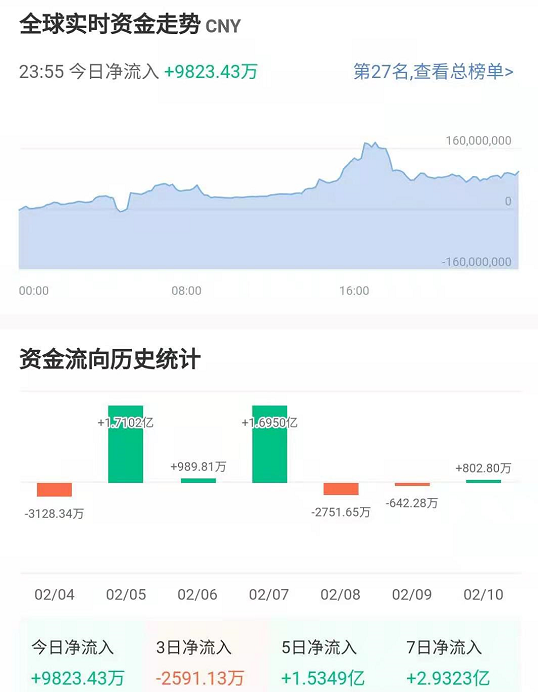 全球实时资金走势 CNY
23:55 今日净流入 +9823.43万 第27名,查看总榜单>
160,000,000
0
-160,000,000
00:00 08:00 16:00
资金流向历史统计
+1.7102亿 +1.6950亿
+989.81万 +802.80万
-3128.34万 -2751.65万 -642.28万
02/04 02/05 02/06 02/07 02/08 02/09 02/10
今日净流入 3日净流入 5日净流入 7日净流入
+9823.43万 -2591.13万 +1.5349亿 +2.9323亿